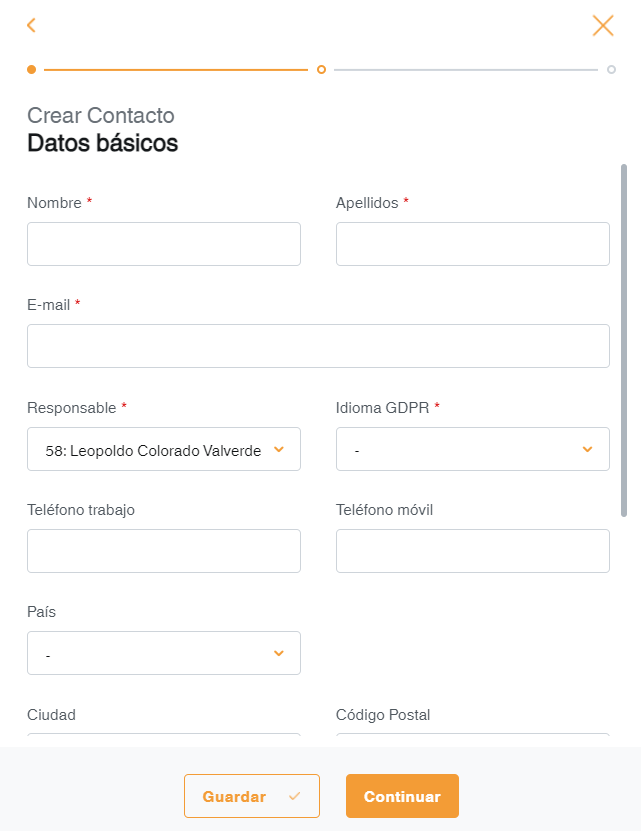 Crear Contacto
Datos básicos
Nombre *
Apellidos *
E-mail *
Responsable *
Idioma GDPR *
58: Leopoldo Colorado Valverde
-
Teléfono trabajo
Teléfono móvil
País
-
Ciudad
Código Postal
Guardar
Continuar